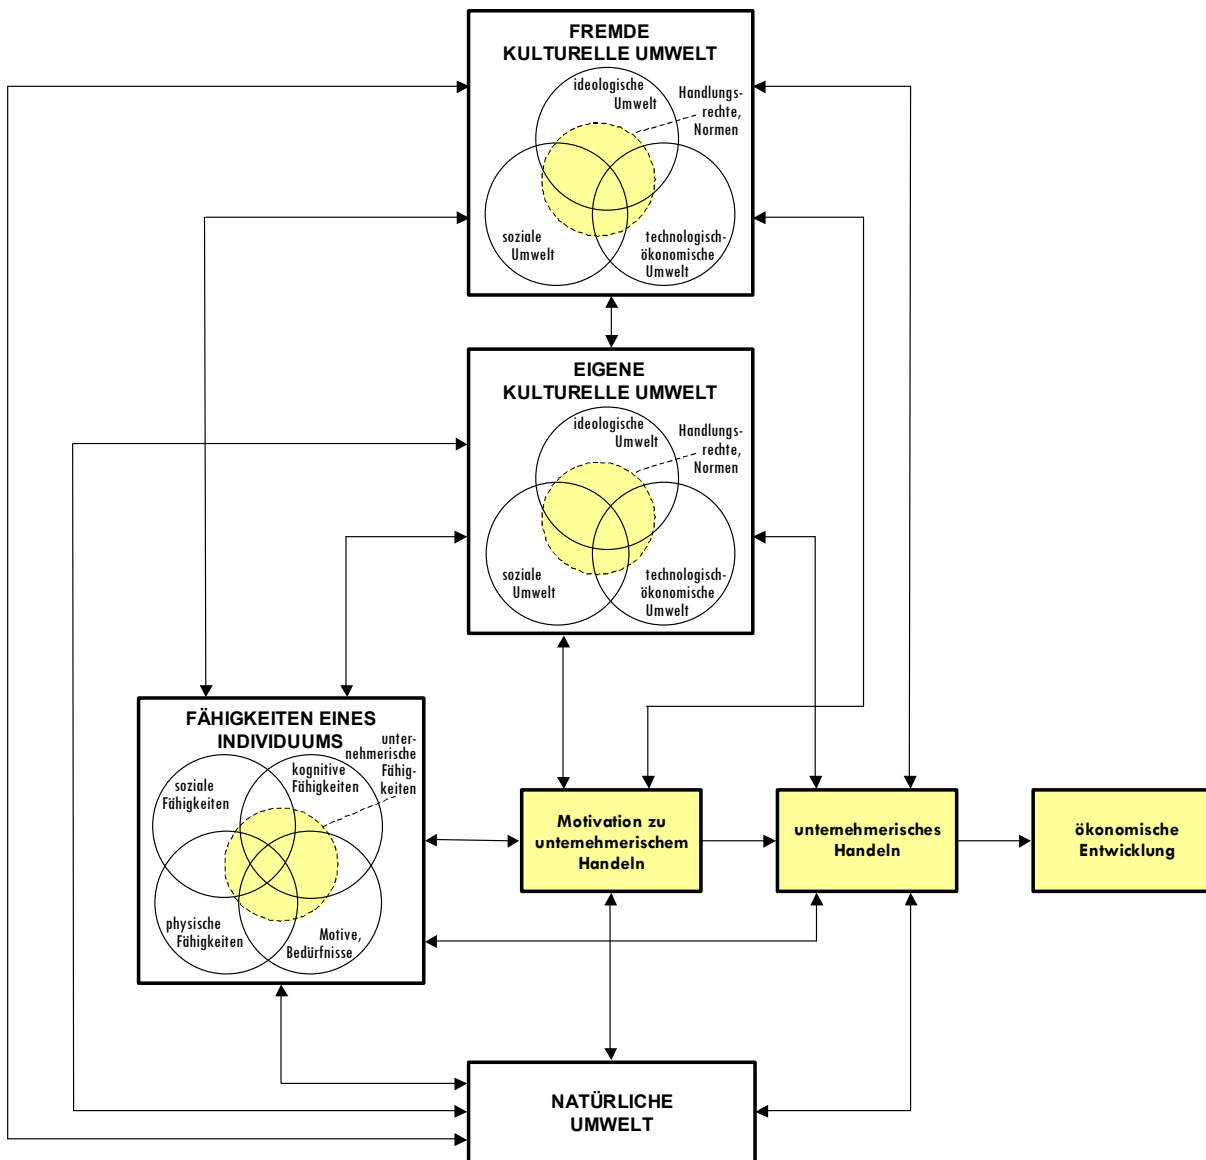 FREMDE
KULTURELLE UMWELT
ideologische
Umwelt
Handlungs-
rechte,
Normen
soziale
Umwelt
technologisch-
ökonomische
Umwelt
EIGENE
KULTURELLE UMWELT
ideologische
Umwelt
Handlungs-
rechte,
Normen
soziale
Umwelt
technologisch-
ökonomische
Umwelt
FÄHIGKEITEN EINES
INDIVIDUUMS
unter-
nehmerische
Fähig-
keiten
soziale
Fähigkeiten
kognitive
Fähigkeiten
physische
Fähigkeiten
Motive,
Bedürfnisse
Motivation zu
unternehmerischem
Handeln
unternehmerisches
Handeln
ökonomische
Entwicklung
NATÜRLICHE
UMWELT